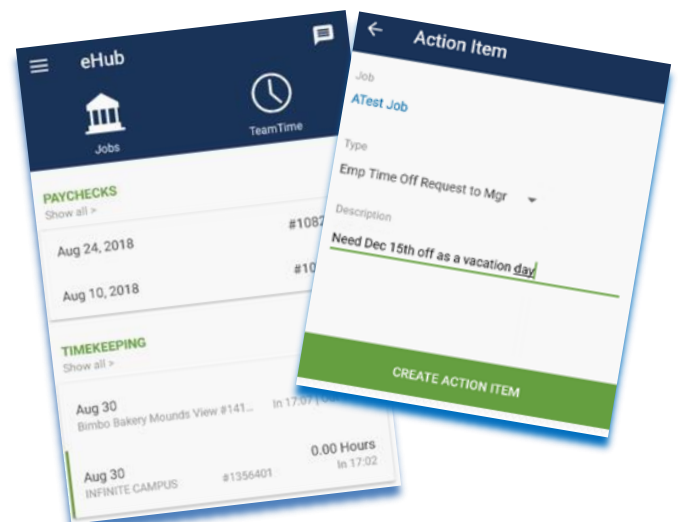 eHub
Jobs
TeamTime
PAYCHECKS
Show all >
Aug 24, 2018
#1082
Aug 10, 2018
#10
TIMEKEEPING
Show all >
Aug 30
Bimbo Bakery Mounds View #141... In 17:07 |
Aug 30 0.00 Hours
INFINITE CAMPUS #1356401 In 17:02
Action Item
Job
ATest Job
Type
Emp Time Off Request to Mgr
Description
Need Dec 15th off as a vacation day
CREATE ACTION ITEM